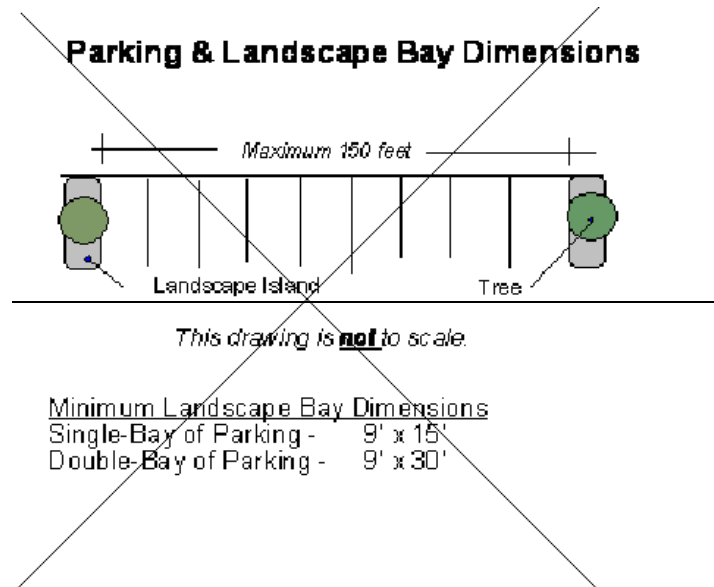 Parking & Landscape Bay Dimensions
Maximum 150 feet
Landscape Island
Tree
This drawing is not to scale.
Minimum Landscape Bay Dimensions
Single-Bay of Parking - 9' x 15'
Double-Bay of Parking - 9' x 30'